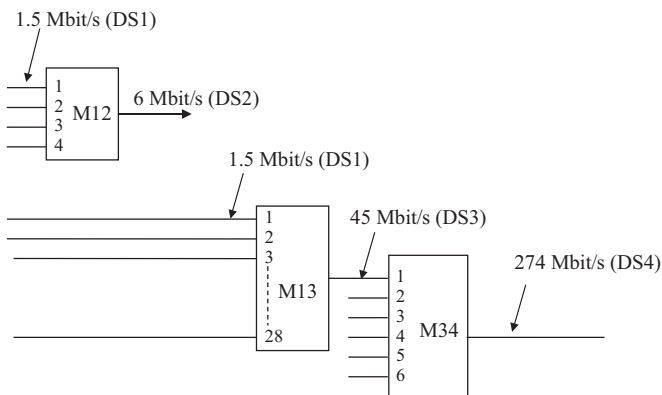 1.5 Mbit/s (DS1)
1
2
3
4
M12
6 Mbit/s (DS2)
1.5 Mbit/s (DS1)
1
2
3
28
M13
45 Mbit/s (DS3)
1
2
3
4
5
6
M34
274 Mbit/s (DS4)